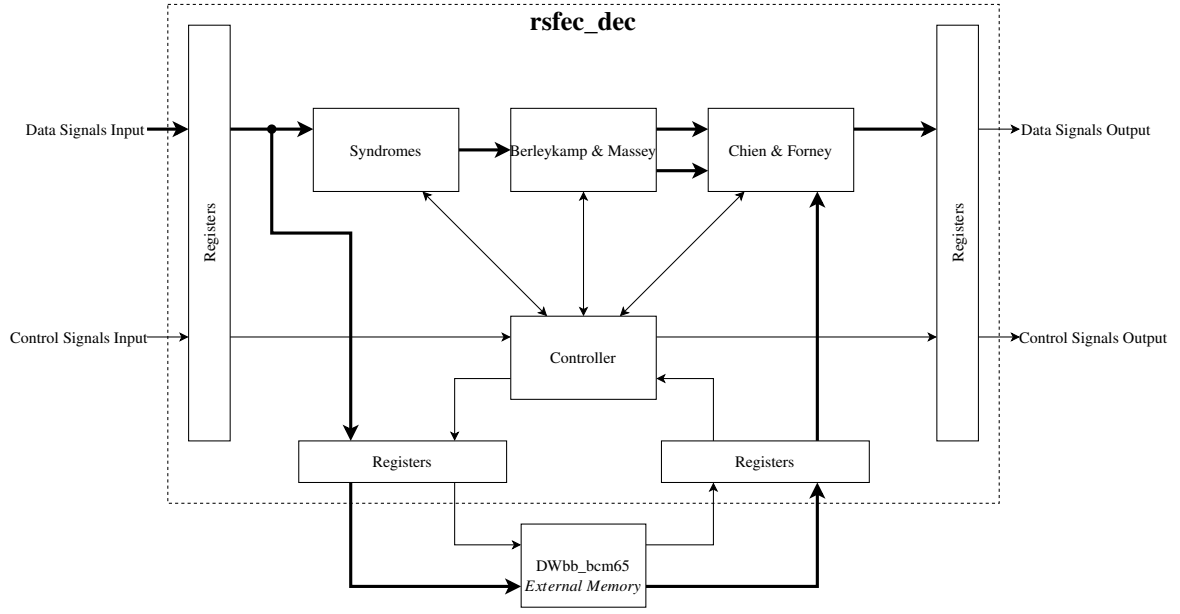 rsfec_dec
Data Signals Input
Registers
Syndromes
Berleykamp & Massey
Chien & Forney
Registers
Data Signals Output
Control Signals Input
Controller
Control Signals Output
Registers
Registers
DWbb_bcm65
External Memory